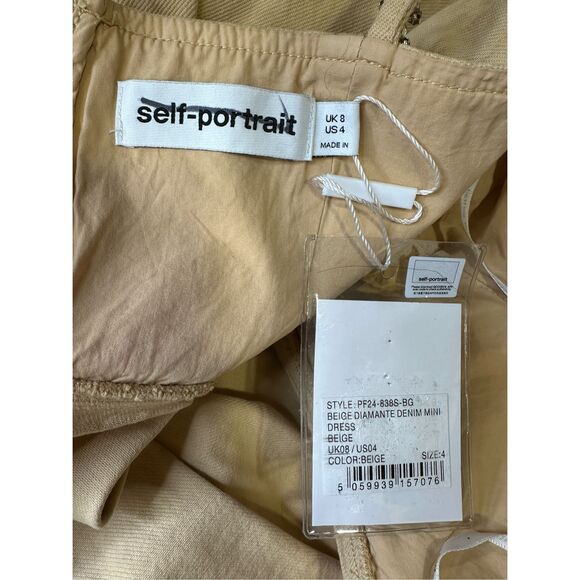 self-portrait
UK 8
US 4
MADE IN
self-portrait
STYLE: PF24-838S-BG
BEIGE DIAMANTE DENIM MINI
DRESS
BEIGE
UK08 / US04
COLOR:BEIGE SIZE:4
5 059939 157076